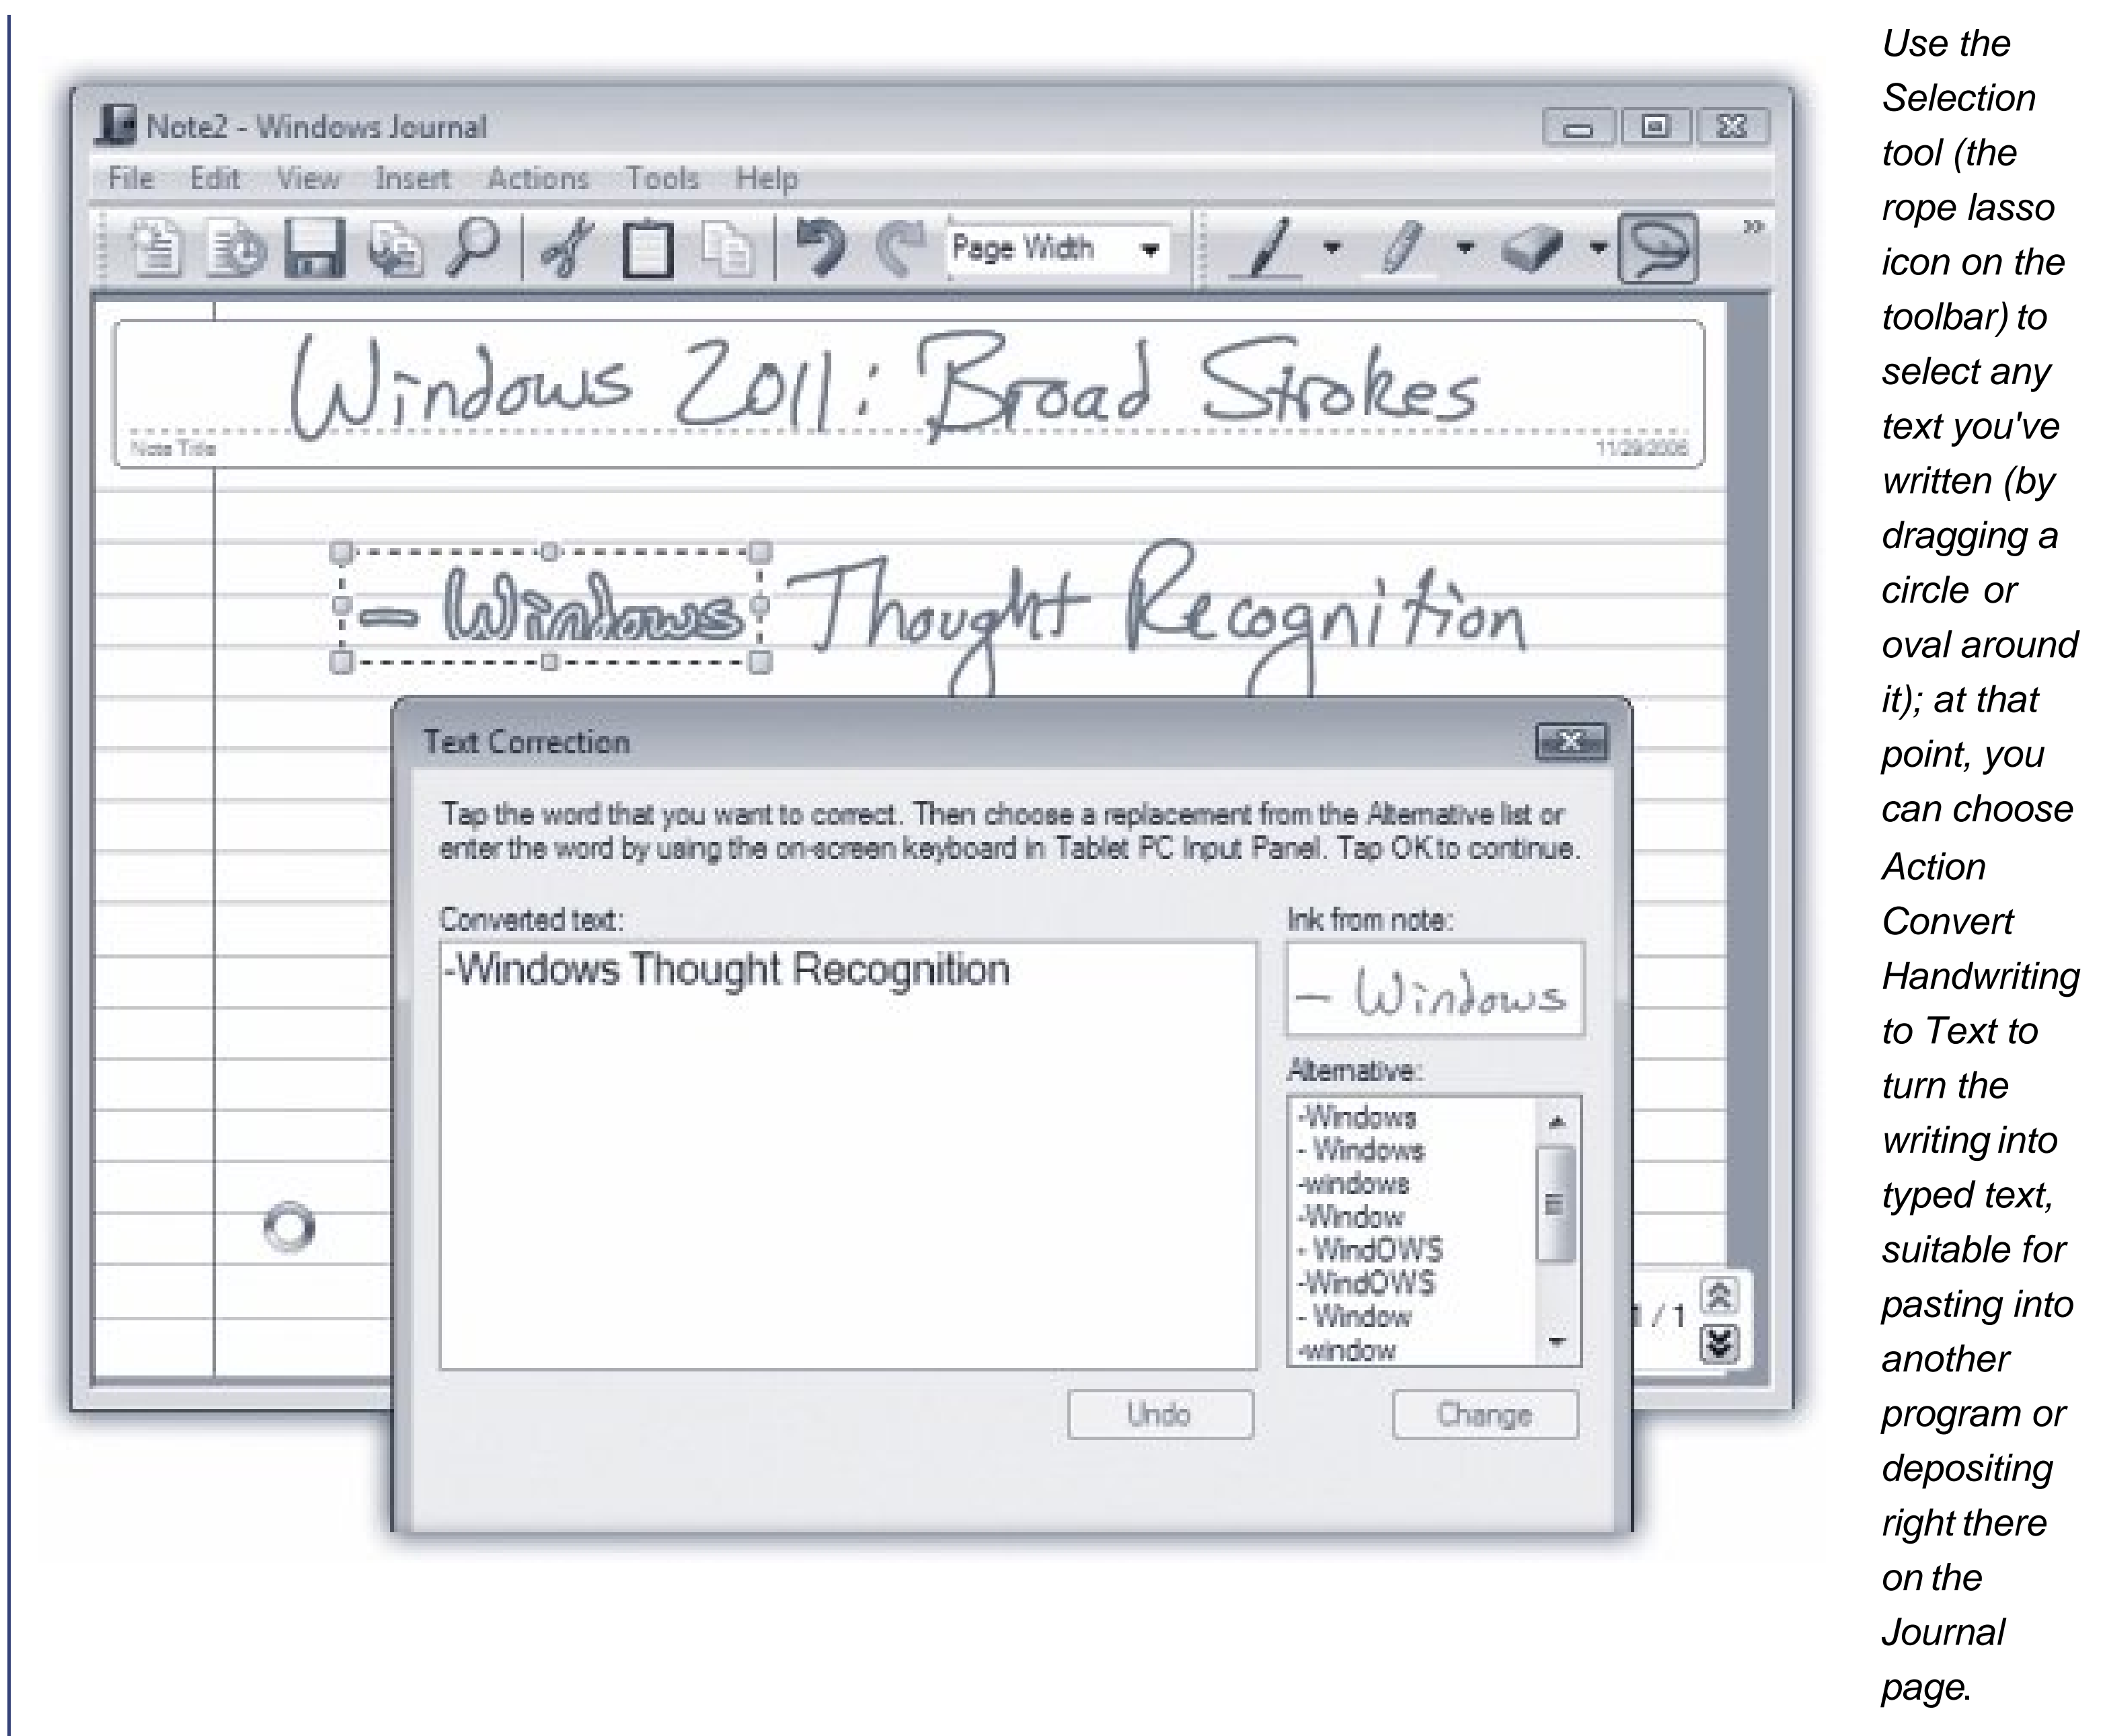 Note2 - Windows Journal
File Edit View Insert Actions Tools Help
Page Width
Windows 2011: Broad Strokes
Note Title
11/29/2006
- Windows Thought Recognition
Text Correction
Tap the word that you want to correct. Then choose a replacement from the Alternative list or
enter the word by using the on-screen keyboard in Tablet PC Input Panel. Tap OK to continue.
Converted text:
-Windows Thought Recognition
Ink from note:
- Windows
Alternative:
-Windows
- Windows
-windows
-Window
- WindOWS
-WindOWS
- Window
-window
Undo
Change
1 / 1
Use the
Selection
tool (the
rope lasso
icon on the
toolbar) to
select any
text you've
written (by
dragging a
circle or
oval around
it); at that
point, you
can choose
Action
Convert
Handwriting
to Text to
turn the
writing into
typed text,
suitable for
pasting into
another
program or
depositing
right there
on the
Journal
page.